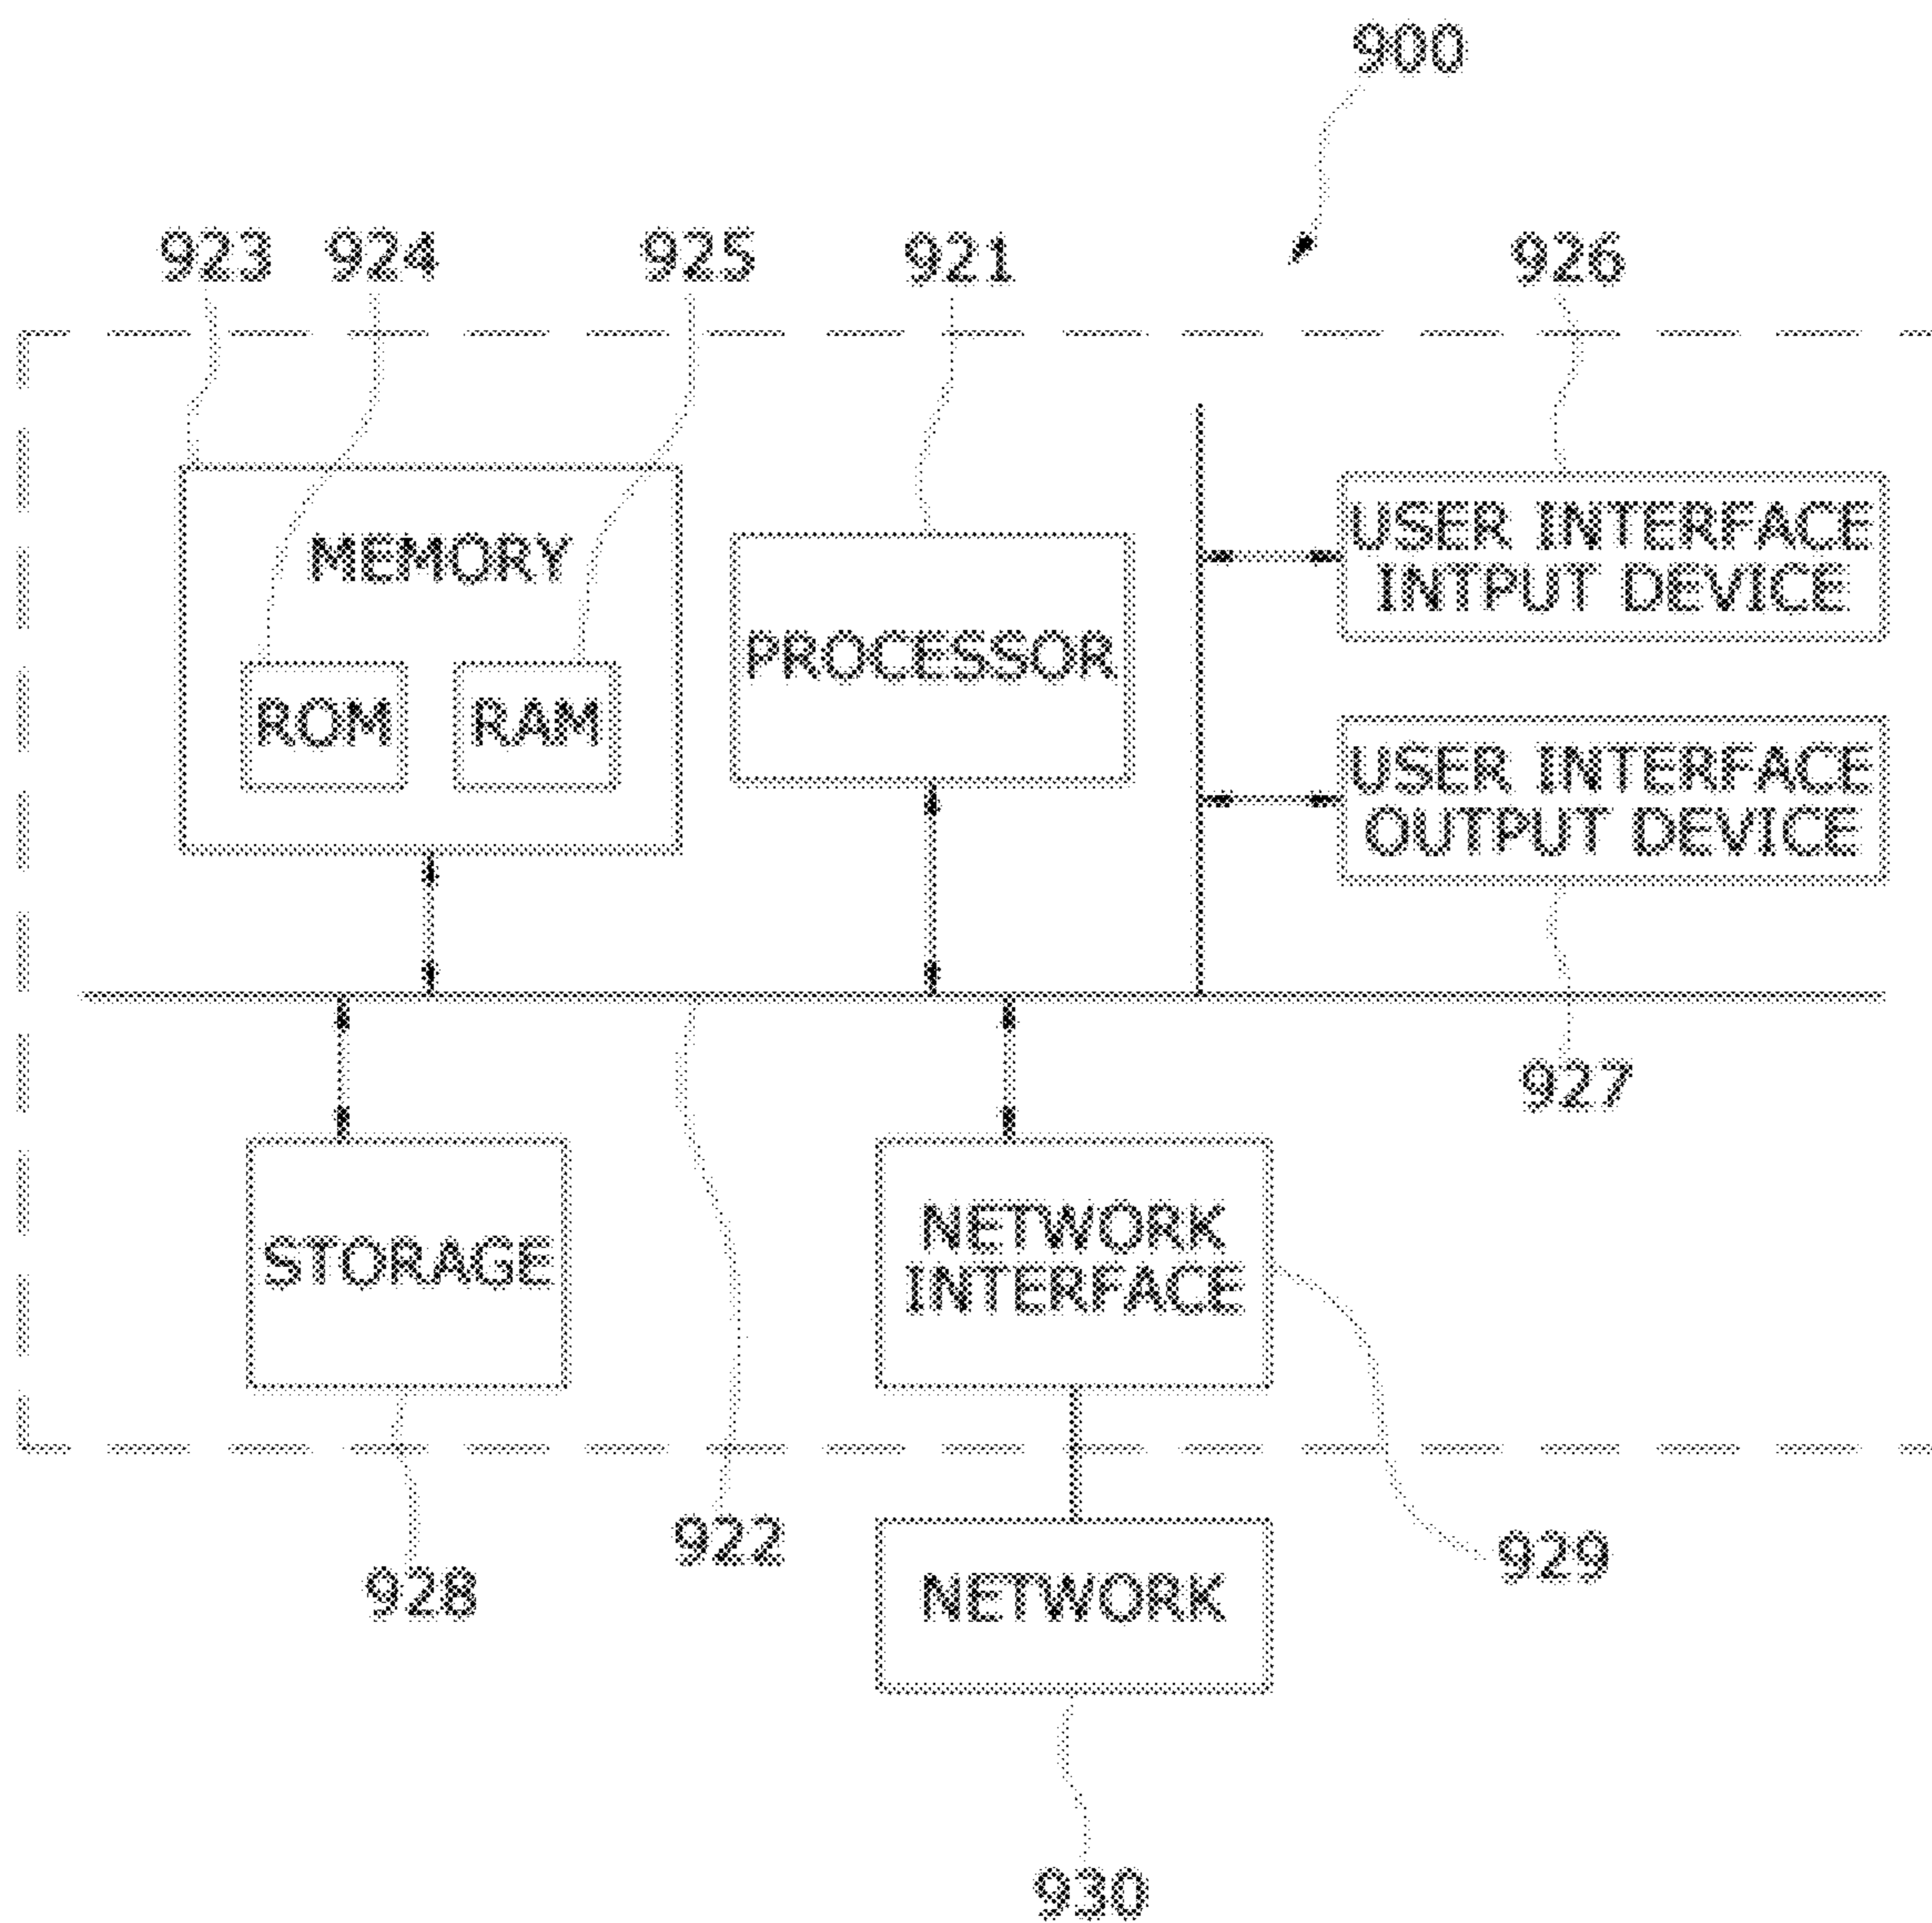 900
923 924 925 921 926
MEMORY
ROM RAM
PROCESSOR
USER INTERFACE
INTPUT DEVICE
USER INTERFACE
OUTPUT DEVICE
927
STORAGE
NETWORK
INTERFACE
928
922
929
NETWORK
930